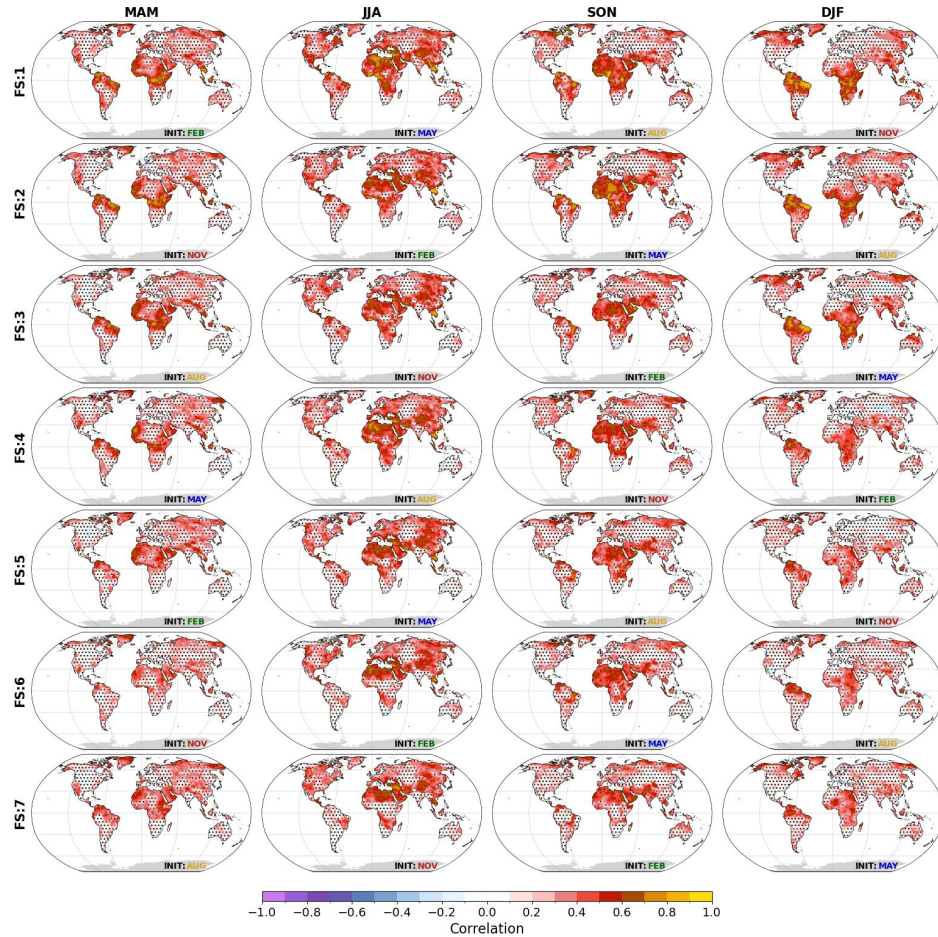 MAM JJA SON DJF
FS:1
INIT: FEB INIT: MAY INIT: AUG INIT: NOV
FS:2
INIT: NOV INIT: FEB INIT: MAY INIT: AUG
FS:3
INIT: AUG INIT: NOV INIT: FEB INIT: MAY
FS:4
INIT: MAY INIT: AUG INIT: NOV INIT: FEB
FS:5
INIT: FEB INIT: MAY INIT: AUG INIT: NOV
FS:6
INIT: NOV INIT: FEB INIT: MAY INIT: AUG
FS:7
INIT: AUG INIT: NOV INIT: FEB INIT: MAY
−1.0 −0.8 −0.6 −0.4 −0.2 0.0 0.2 0.4 0.6 0.8 1.0
Correlation